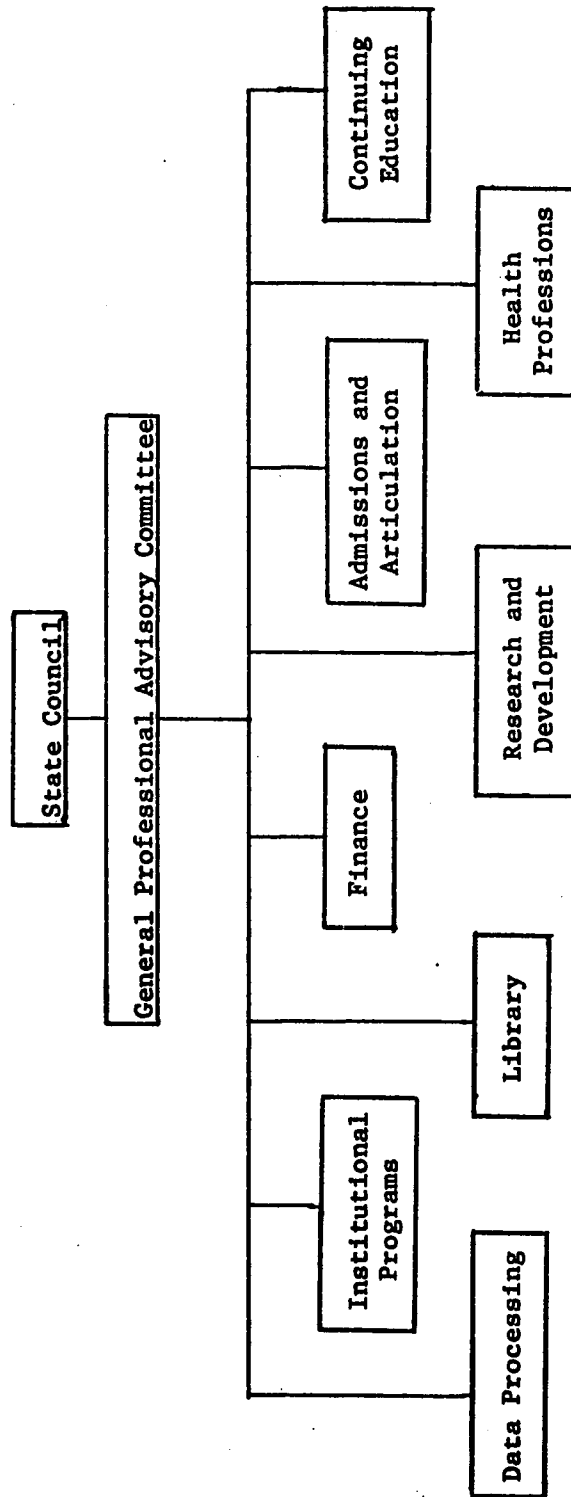 State Council
General Professional Advisory Committee
Data Processing
Institutional
Programs
Library
Finance
Research and
Development
Admissions and
Articulation
Health
Professions
Continuing
Education